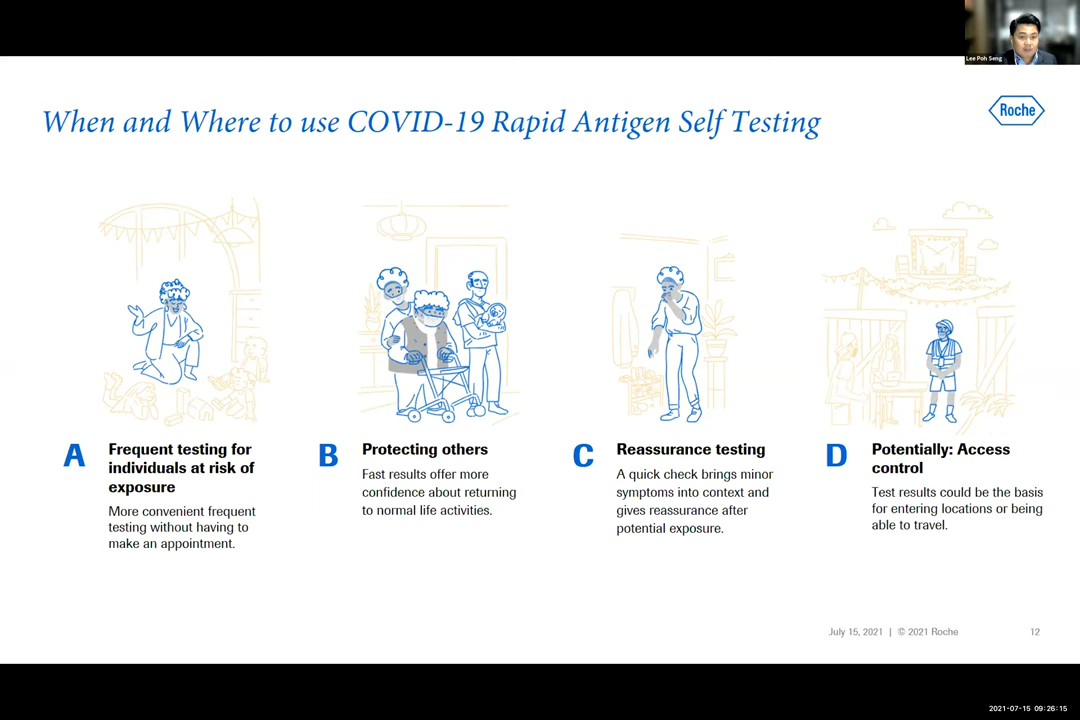 Lee Poh Seng
When and Where to use COVID-19 Rapid Antigen Self Testing
Roche
A
Frequent testing for
individuals at risk of
exposure
More convenient frequent
testing without having to
make an appointment.
B
Protecting others
Fast results offer more
confidence about returning
to normal life activities.
C
Reassurance testing
A quick check brings minor
symptoms into context and
gives reassurance after
potential exposure.
D
Potentially: Access
control
Test results could be the basis
for entering locations or being
able to travel.
July 15, 2021 | © 2021 Roche 12
2021-07-15 09:26:15